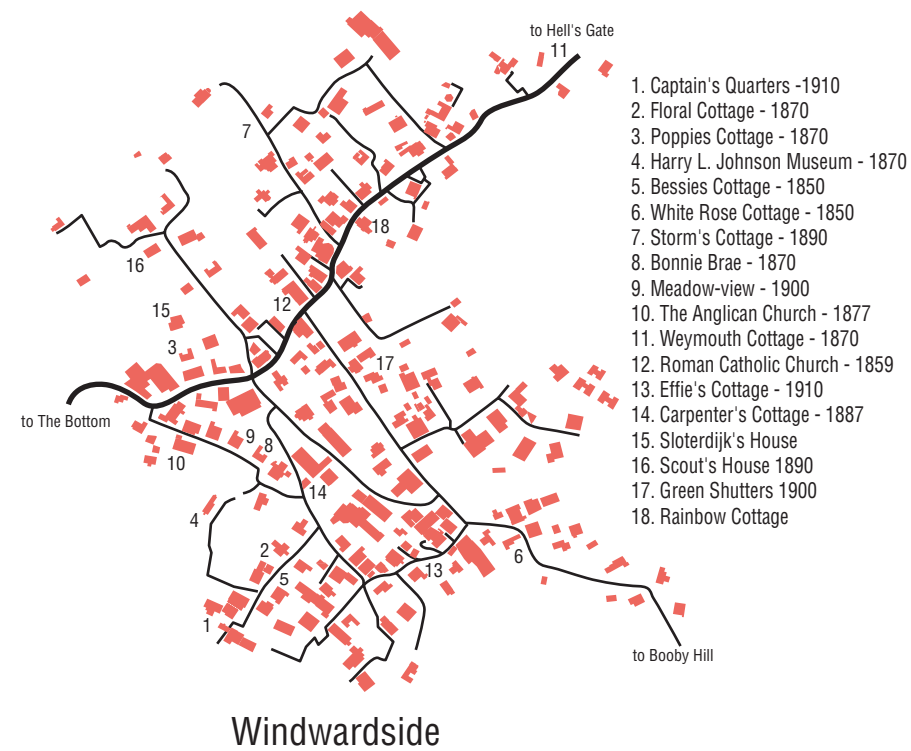 to Hell's Gate
11
7
18
16
12
15
3
17
to The Bottom
9
8
10
14
4
2
6
13
5
1
to Booby Hill
1. Captain's Quarters -1910
2. Floral Cottage - 1870
3. Poppies Cottage - 1870
4. Harry L. Johnson Museum - 1870
5. Bessies Cottage - 1850
6. White Rose Cottage - 1850
7. Storm's Cottage - 1890
8. Bonnie Brae - 1870
9. Meadow-view - 1900
10. The Anglican Church - 1877
11. Weymouth Cottage - 1870
12. Roman Catholic Church - 1859
13. Effie's Cottage - 1910
14. Carpenter's Cottage - 1887
15. Sloterdijk's House
16. Scout's House 1890
17. Green Shutters 1900
18. Rainbow Cottage
Windwardside